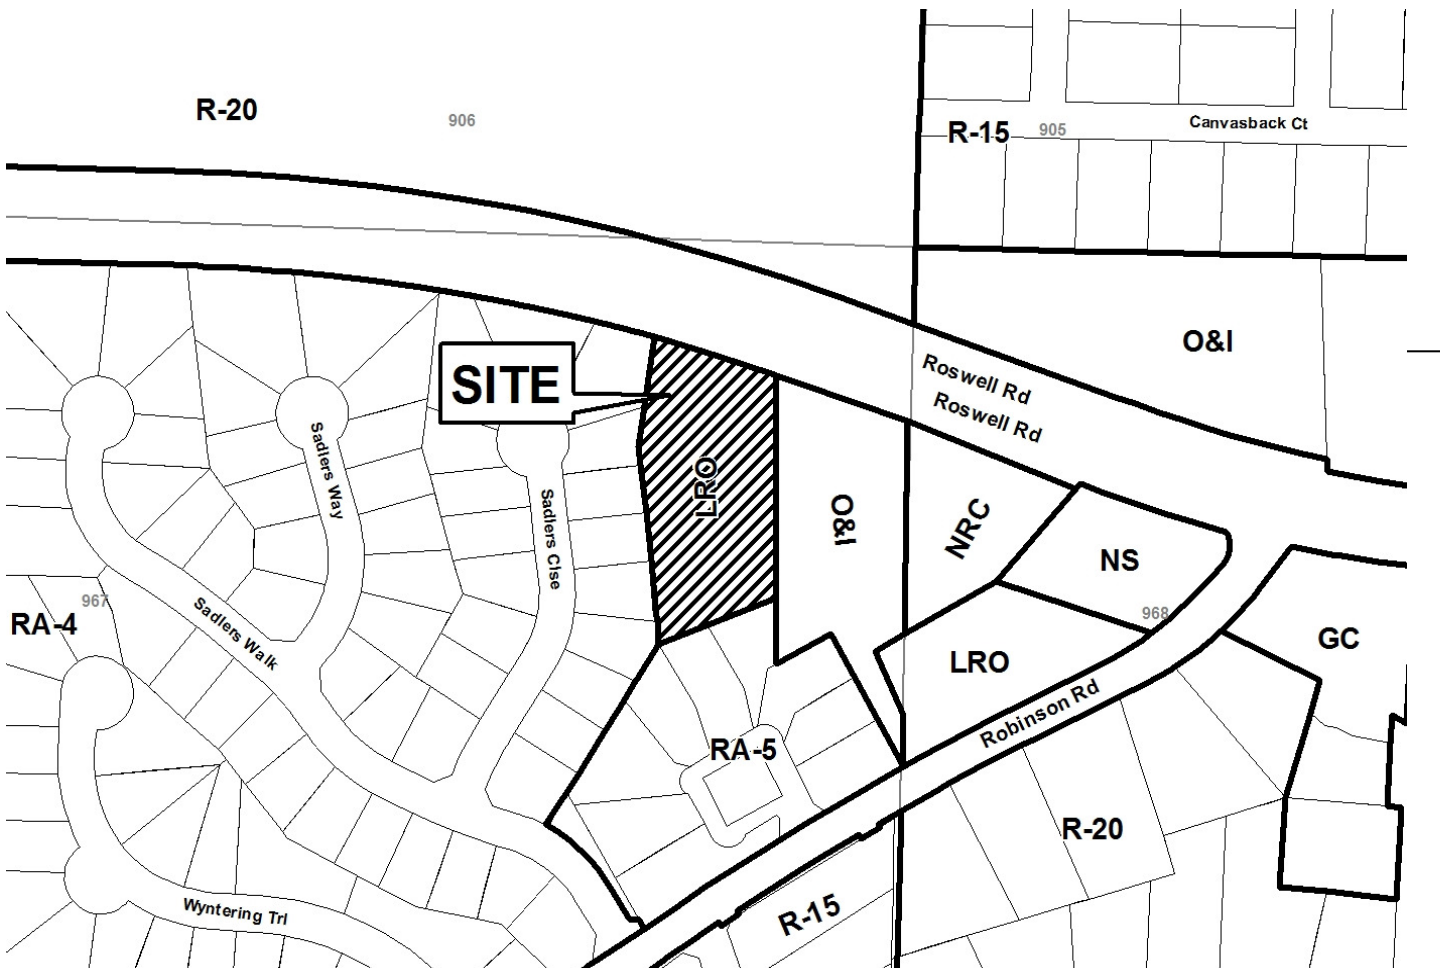 R-20
906
R-15
905
Canvasback Ct
O&I
Roswell Rd
Roswell Rd
SITE
LRO
O&I
NRC
NS
968
GC
LRO
Robinson Rd
Sadlers Way
Sadlers Clse
967
RA-4
Sadlers Walk
RA-5
R-20
Wyntering Trl
R-15